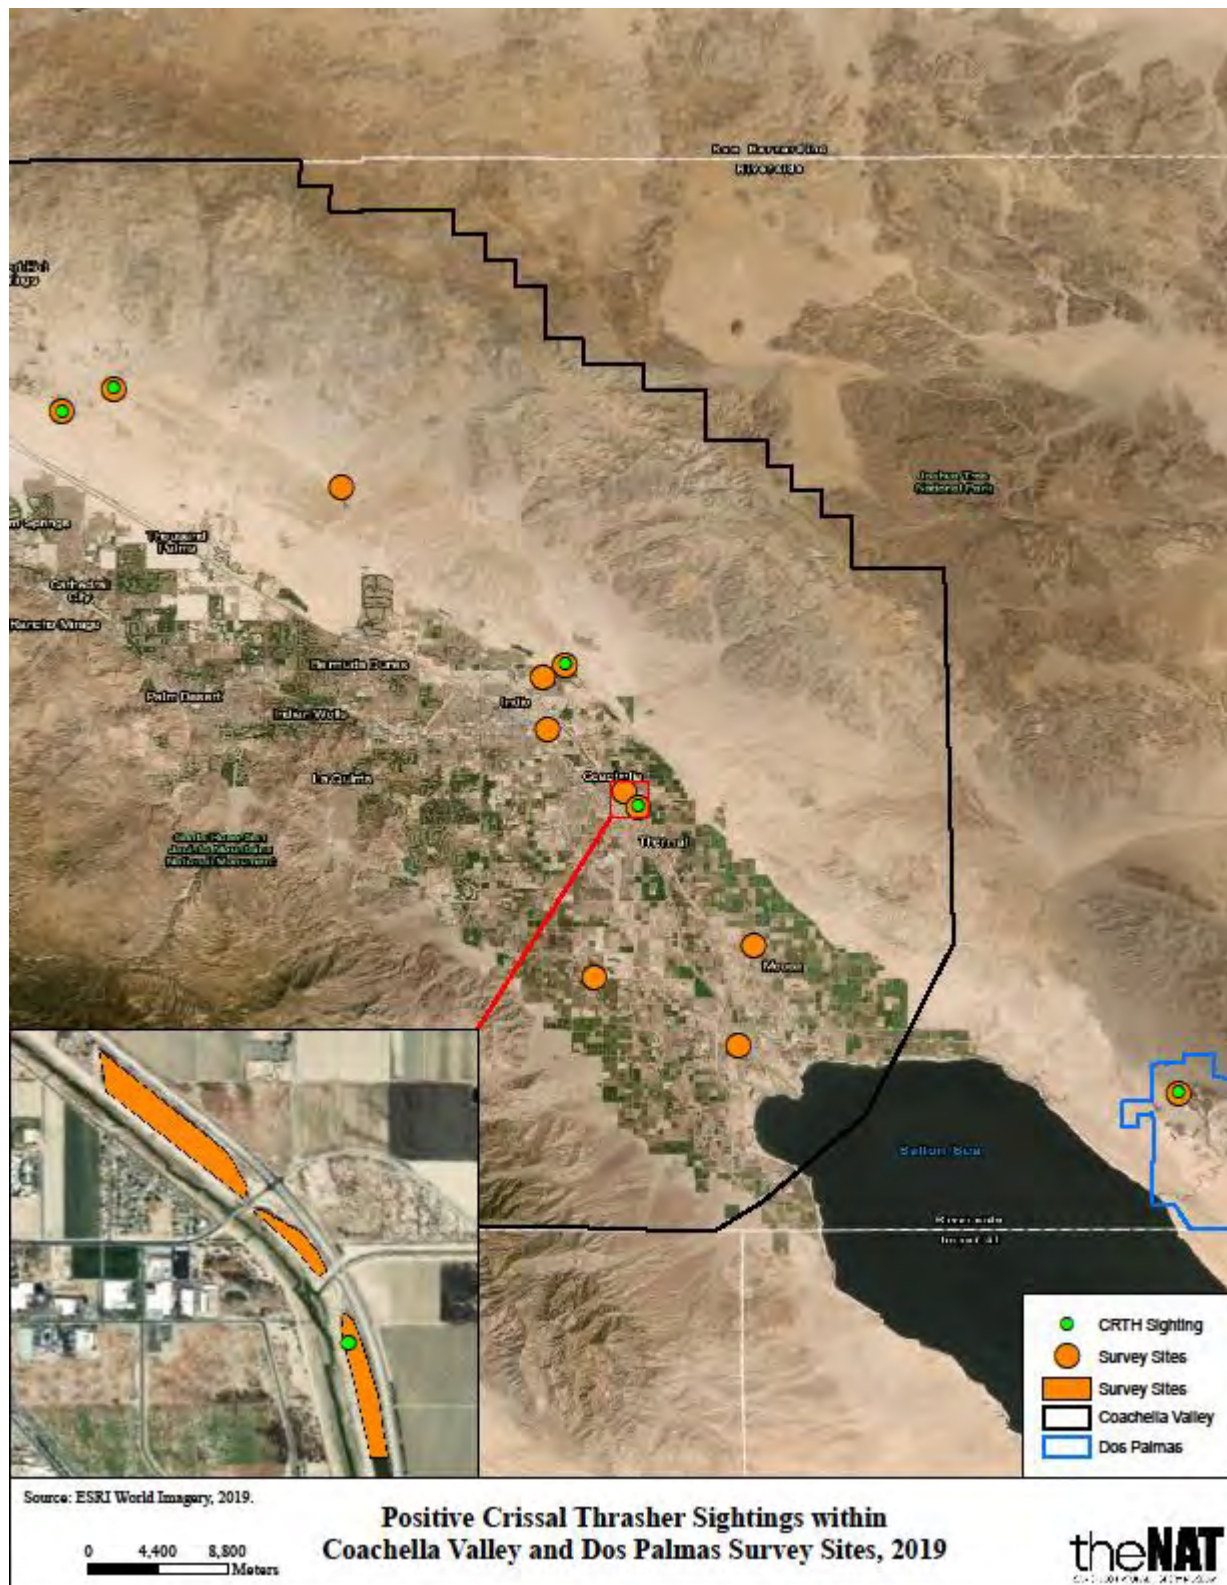 San Bernardino
Riverside
Joshua Tree
National Park
Thousand
Palms
Cathedral
City
Rancho Mirage
Bermuda Dunes
Palm Desert
Indian Wells
Indio
La Quinta
Coachella
Thermal
Mecca
Salton Sea
Riverside
Imperial
CRTH Sighting
Survey Sites
Survey Sites
Coachella Valley
Dos Palmas
Source: ESRI World Imagery, 2019.
0 4,400 8,800
Meters
Positive Crissal Thrasher Sightings within
Coachella Valley and Dos Palmas Survey Sites, 2019
theNAT